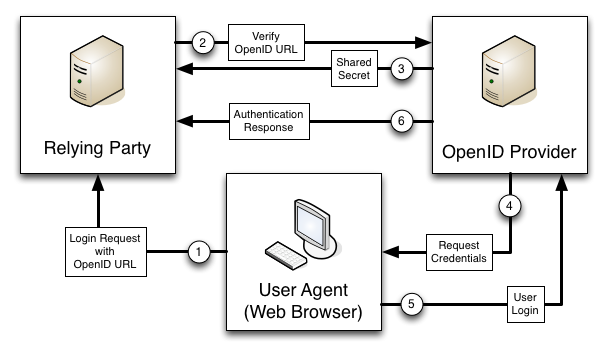 2
Verify
OpenID URL
Shared
Secret
3
Authentication
Response
6
Relying Party
OpenID Provider
4
Login Request
with
OpenID URL
1
Request
Credentials
User Agent
(Web Browser)
5
User
Login